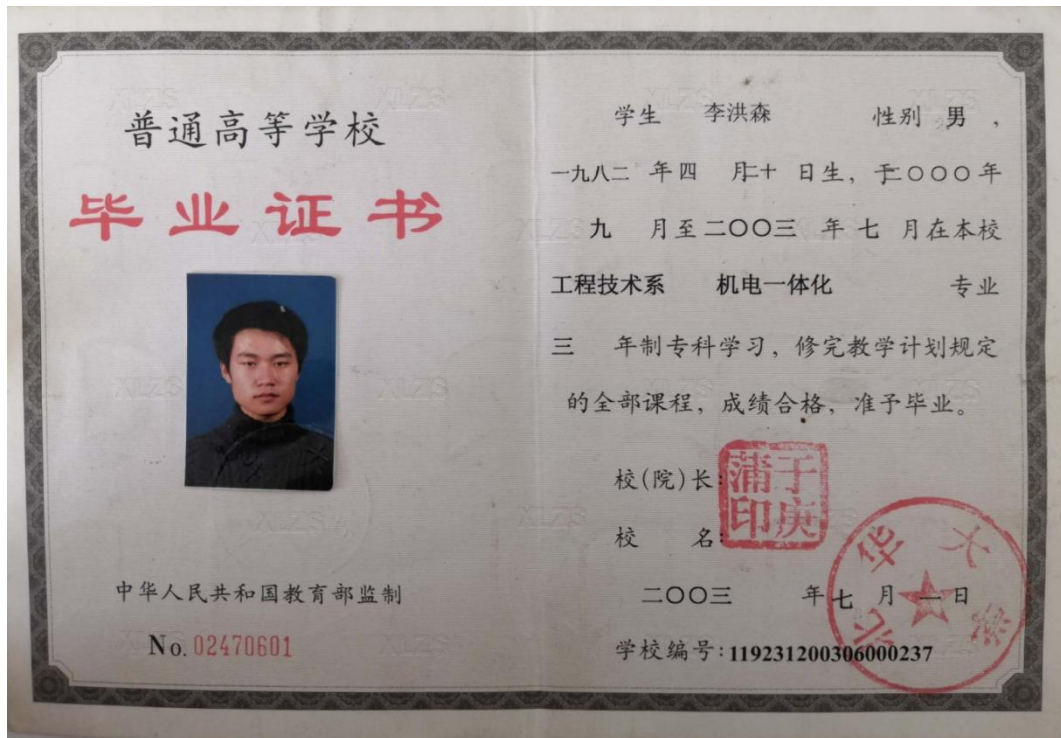 普通高等学校
毕业证书
中华人民共和国教育部监制
No. 02470601
学生 李洪森 性别 男 ,
一九八二 年四 月二十 日生, 于二〇〇〇年
九 月至二〇〇三 年 七 月在本校
工程技术系 机电一体化 专业
三 年制专科学习, 修完教学计划规定
的全部课程, 成绩合格, 准予毕业。
校(院)长:
于庚蒲印
校 名:
二〇〇三 年七 月 一日
学校编号:119231200306000237
XLZS